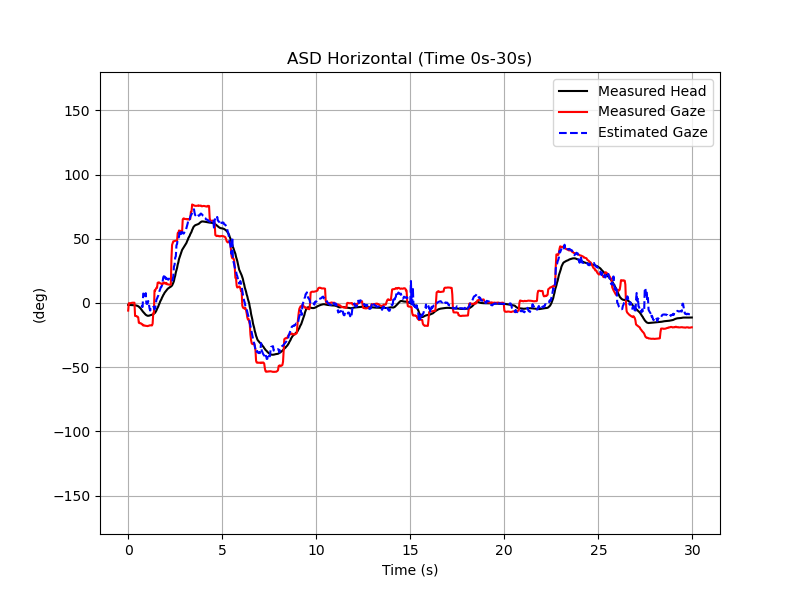 ASD Horizontal (Time 0s-30s)
Measured Head
Measured Gaze
Estimated Gaze
150
100
50
0
−50
−100
−150
(deg)
0 5 10 15 20 25 30
Time (s)